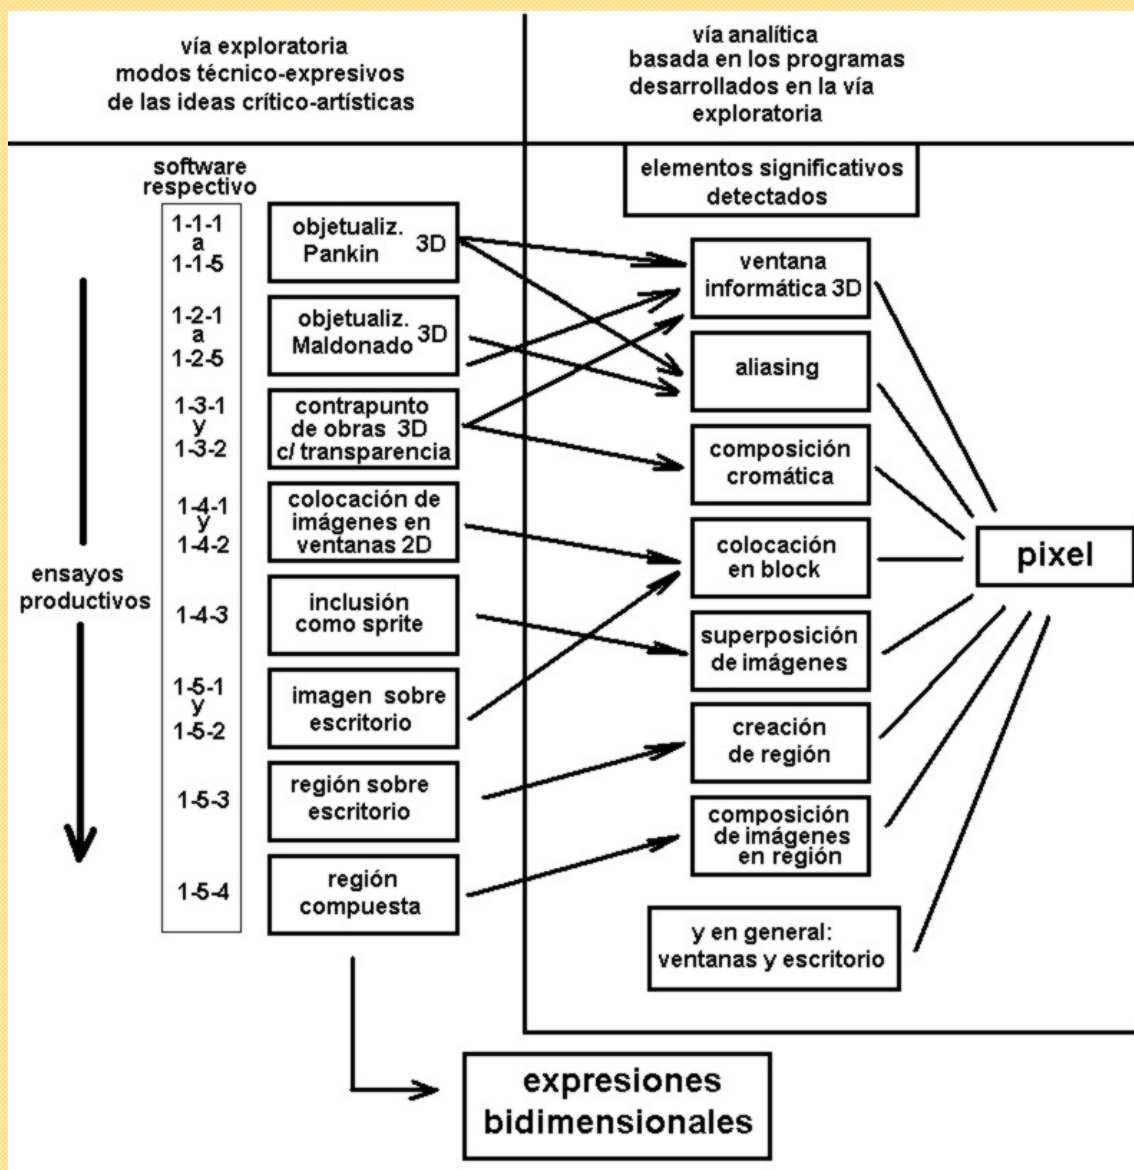 vía exploratoria
modos técnico-expresivos
de las ideas crítico-artísticas
vía analítica
basada en los programas
desarrollados en la vía
exploratoria
software
respectivo
1-1-1
a
1-1-5
1-2-1
a
1-2-5
1-3-1
y
1-3-2
1-4-1
y
1-4-2
1-4-3
1-5-1
y
1-5-2
1-5-3
1-5-4
ensayos
productivos
objetualiz.
Pankin 3D
objetualiz.
Maldonado 3D
contrapunto
de obras 3D
c/ transparencia
colocación de
imágenes en
ventanas 2D
inclusión
como sprite
imagen sobre
escritorio
región sobre
escritorio
región
compuesta
elementos significativos
detectados
ventana
informática 3D
aliasing
composición
cromática
colocación
en block
superposición
de imágenes
creación
de región
composición
de imágenes
en región
y en general:
ventanas y escritorio
pixel
expresiones
bidimensionales